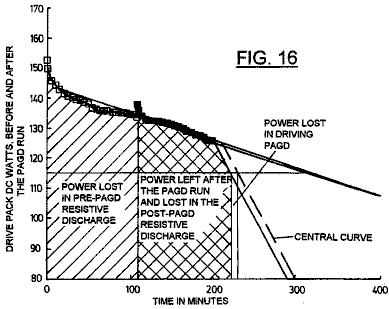 170
160
150
140
130
120
110
100
90
80
0
100
200
300
400
DRIVE PACK DC WATTS, BEFORE AND AFTER
THE PAGD RUN
TIME IN MINUTES
FIG. 16
POWER LOST
IN DRIVING
PAGD
POWER LOST
IN PRE-PAGD
RESISTIVE
DISCHARGE
POWER LEFT AFTER
THE PAGD RUN
AND LOST IN THE
POST-PAGD
RESISTIVE
DISCHARGE
CENTRAL CURVE